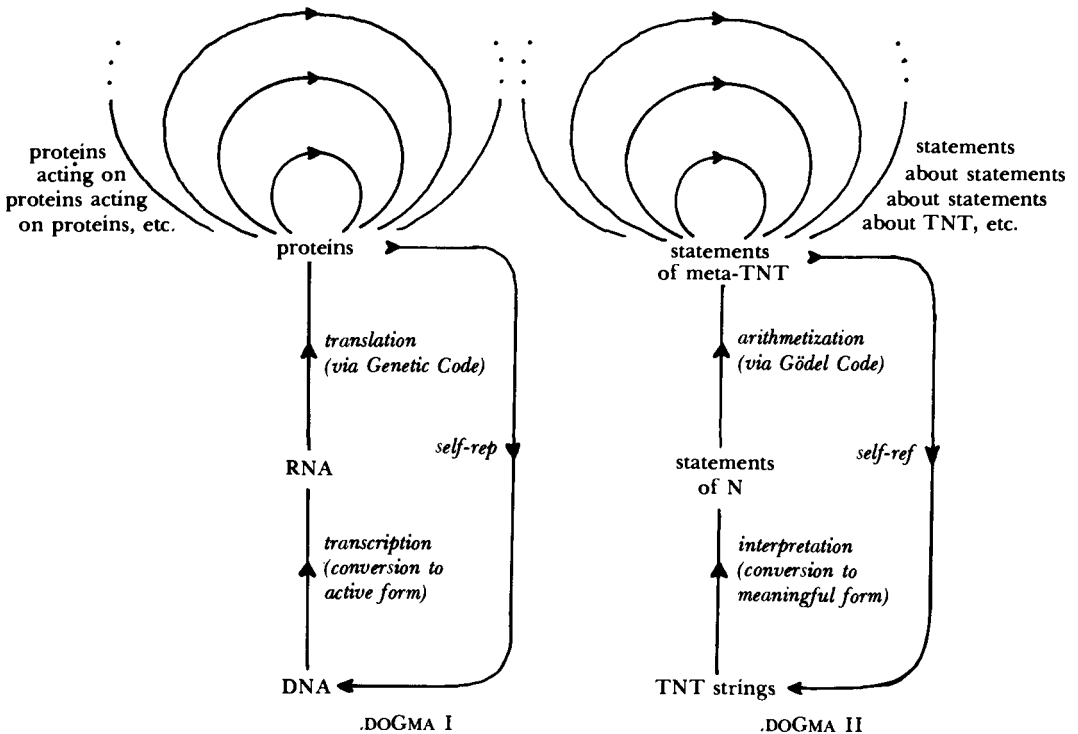 proteins
acting on
proteins acting
on proteins, etc.
proteins
translation
(via Genetic Code)
self-rep
RNA
transcription
(conversion to
active form)
DNA
.DOGMA I
statements
about statements
about statements
about TNT, etc.
statements
of meta-TNT
arithmetization
(via Gödel Code)
self-ref
statements
of N
interpretation
(conversion to
meaningful form)
TNT strings
.DOGMA II